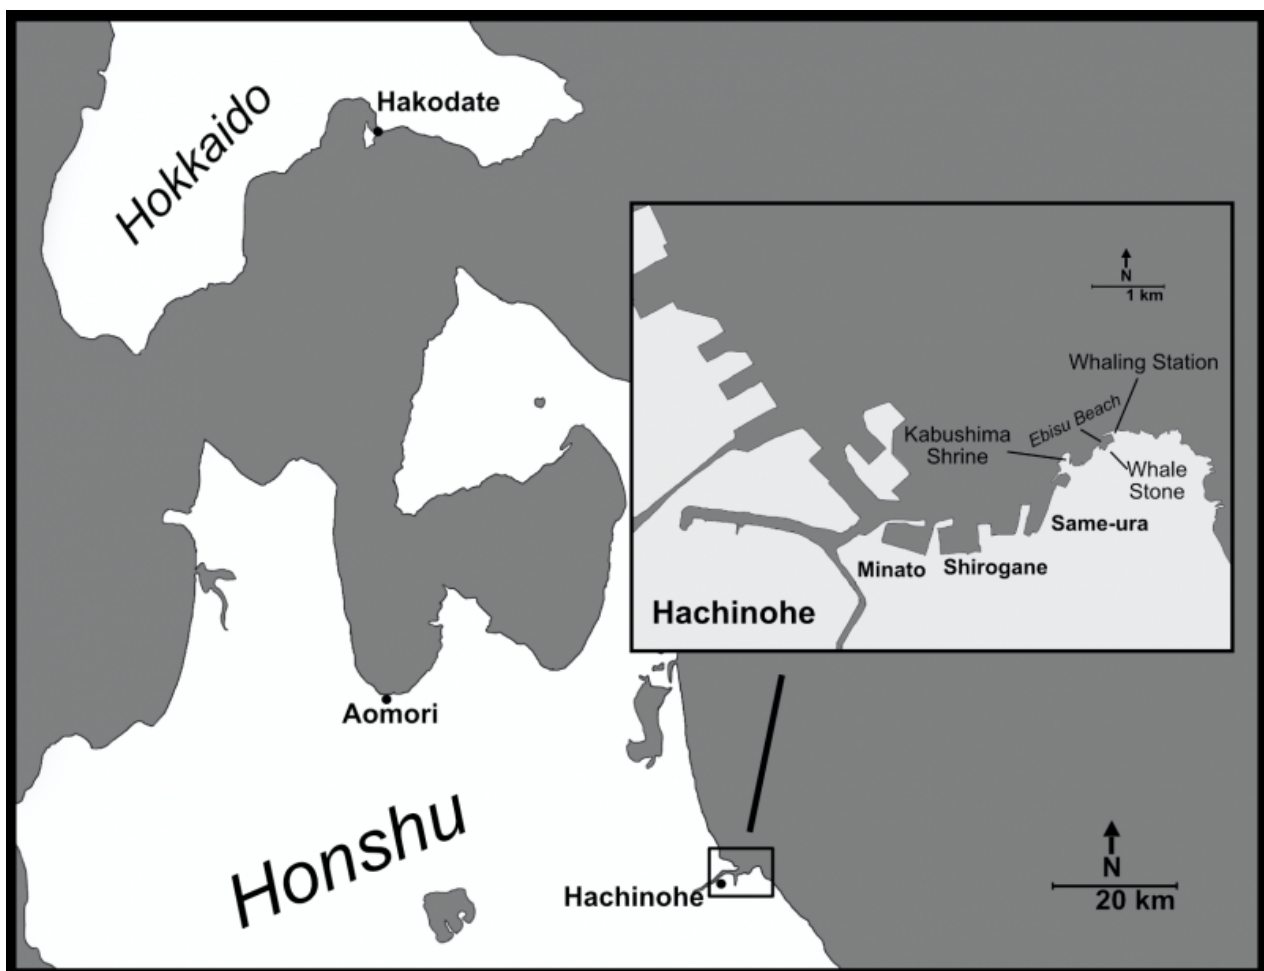 Hokkaido
Hakodate
N
1 km
Whaling Station
Ebisu Beach
Kabushima
Shrine
Whale
Stone
Same-ura
Minato
Shirogane
Hachinohe
Aomori
Honshu
Hachinohe
N
20 km